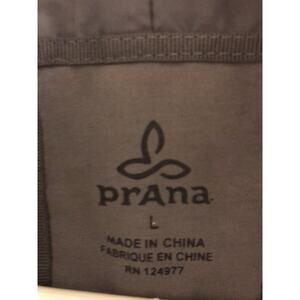 prAna
L
MADE IN CHINA
FABRIQUE EN CHINE
RN 124977